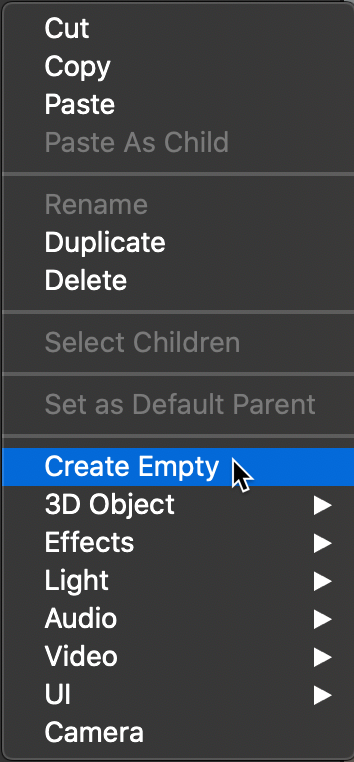 Cut
Copy
Paste
Paste As Child
Rename
Duplicate
Delete
Select Children
Set as Default Parent
Create Empty
3D Object
Effects
Light
Audio
Video
UI
Camera